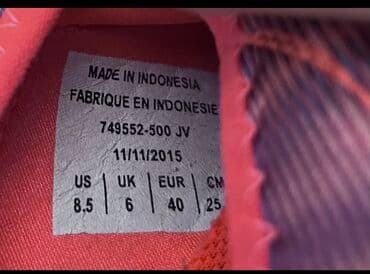 MADE IN INDONESIA
FABRIQUE EN INDONESIE
749552-500 JV
11/11/2015
US UK EUR CM
8.5 6 40 25